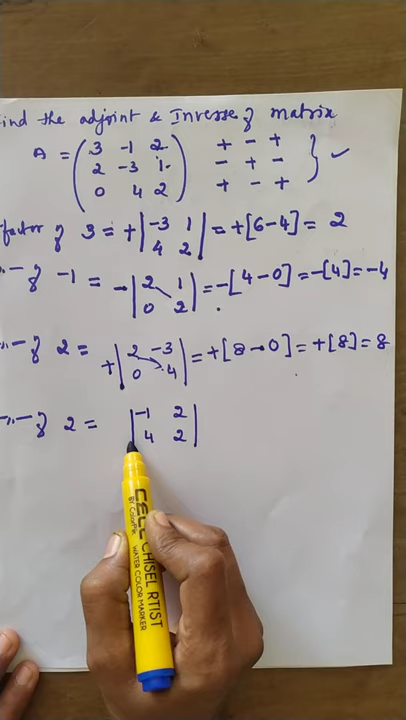 ind the adjoint & Inverse of matrix
A = ( 3 -1 2 + - +
2 -3 1 - + - } ✓
0 4 2 ) + - +
factor of 3 = + | -3 1 | = +[6-4] = 2
4 2
-"- of -1 = - | 2 1 | = -[4-0] = -[4] = -4
0 2
-"- of 2 = + | 2 -3 | = +[8-0] = +[8] = 8
0 4
-"- of 2 = | -1 2 |
4 2
CELL CHISEL RTIST
BY ColorPin
WATER COLOR MARKER